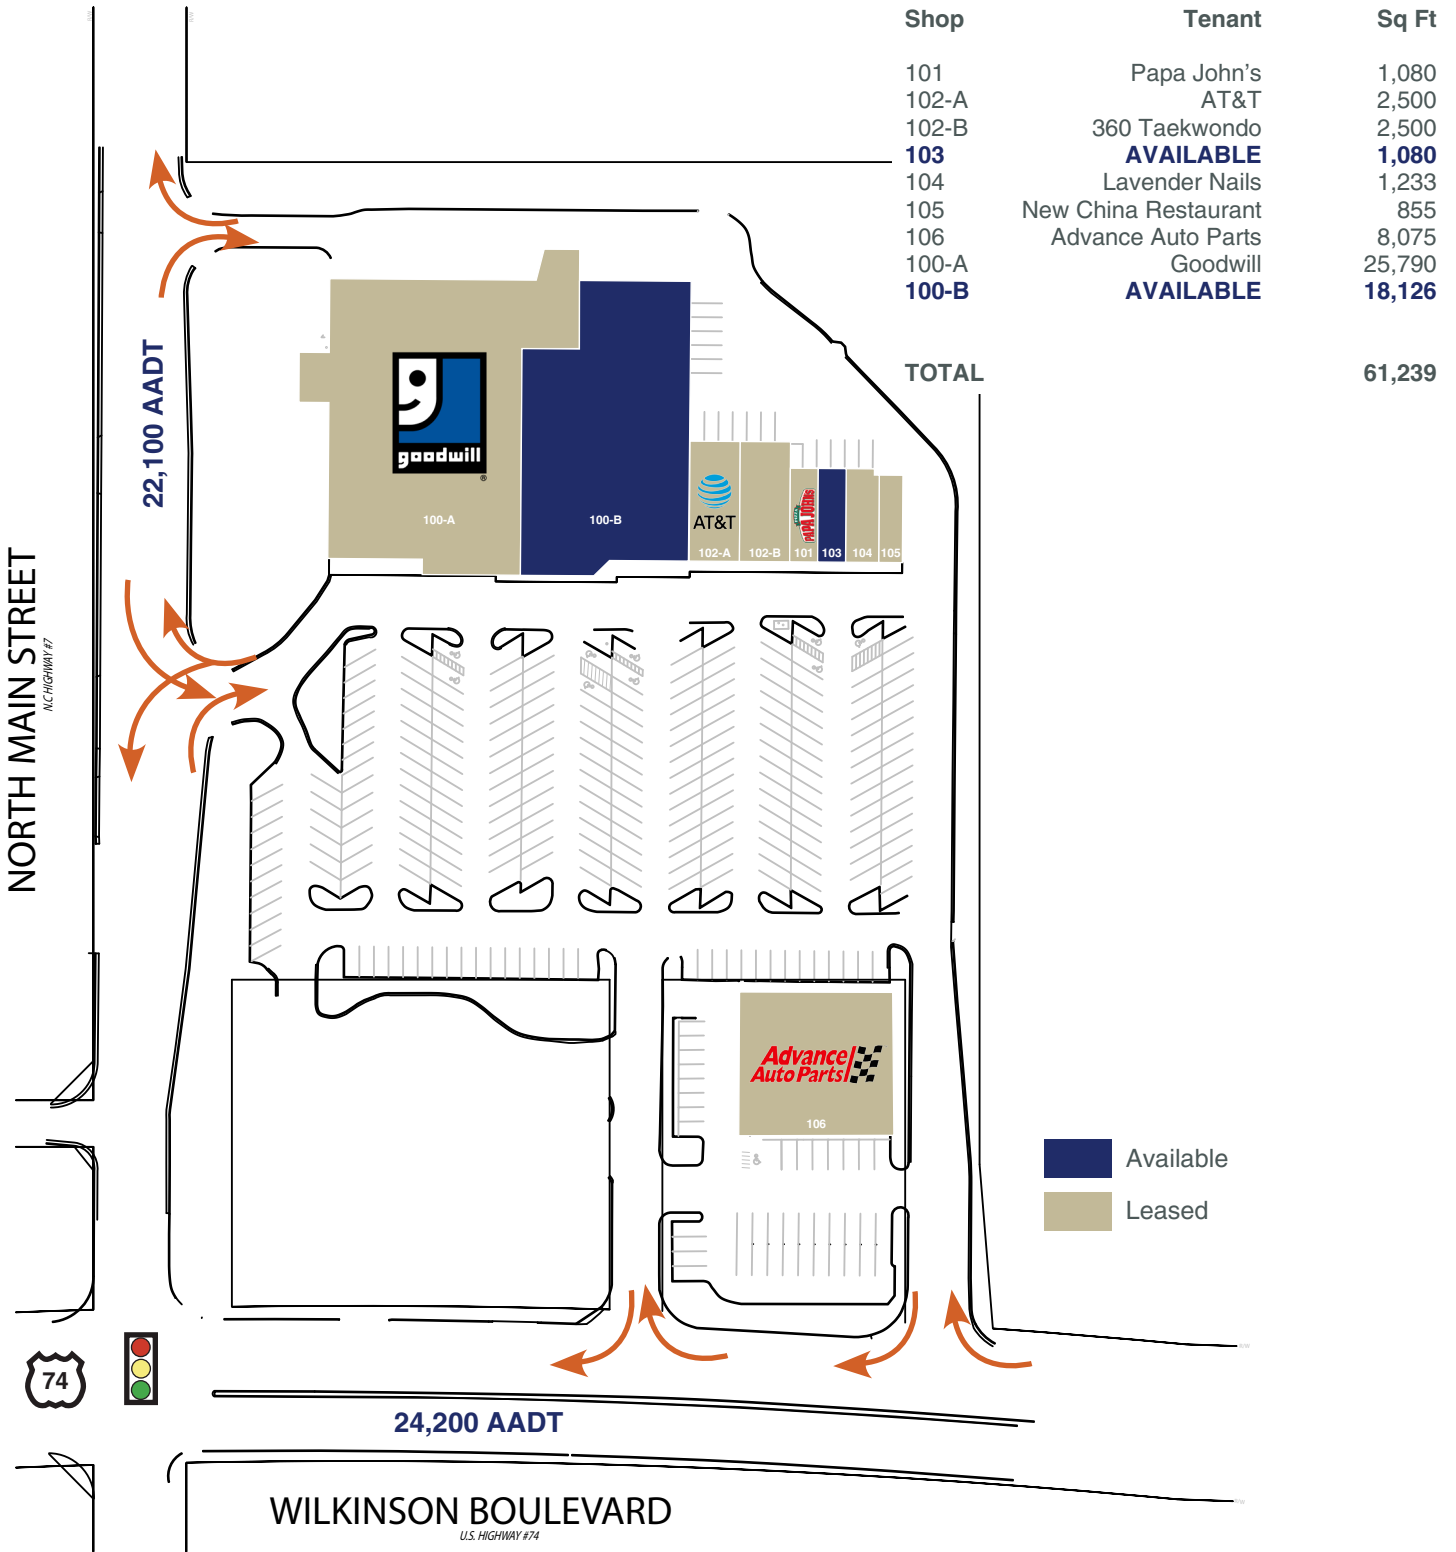 Shop Tenant Sq Ft
101 Papa John's 1,080
102-A AT&T 2,500
102-B 360 Taekwondo 2,500
103 AVAILABLE 1,080
104 Lavender Nails 1,233
105 New China Restaurant 855
106 Advance Auto Parts 8,075
100-A Goodwill 25,790
100-B AVAILABLE 18,126
TOTAL 61,239
22,100 AADT
NORTH MAIN STREET
N.C HIGHWAY #7
goodwill
®
100-A
100-B
AT&T
PAPA JOHNS
102-A
102-B
101
103
104
105
Advance
Auto Parts
106
Available
Leased
74
24,200 AADT
WILKINSON BOULEVARD
U.S. HIGHWAY #74